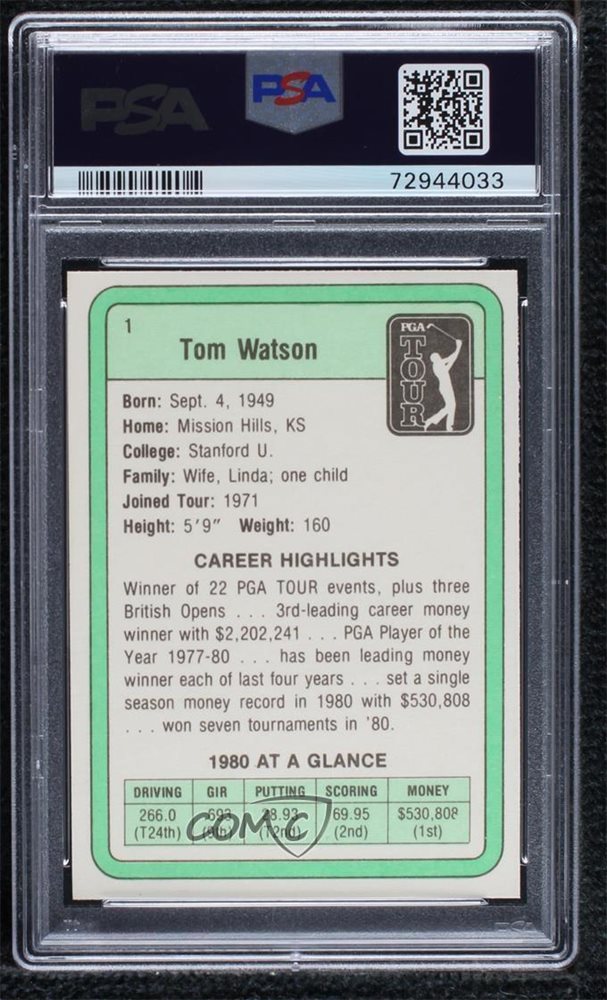 PSA
PSA
72944033
1
Tom Watson
PGA
TOUR
Born: Sept. 4, 1949
Home: Mission Hills, KS
College: Stanford U.
Family: Wife, Linda; one child
Joined Tour: 1971
Height: 5'9" Weight: 160
CAREER HIGHLIGHTS
Winner of 22 PGA TOUR events, plus three
British Opens . . . 3rd-leading career money
winner with $2,202,241 . . . PGA Player of the
Year 1977-80 . . . has been leading money
winner each of last four years . . . set a single
season money record in 1980 with $530,808
. . . won seven tournaments in '80.
1980 AT A GLANCE
DRIVING GIR PUTTING SCORING MONEY
266.0 28.93 69.95 $530,808
(T24th) (T2nd) (2nd) (1st)
COMC